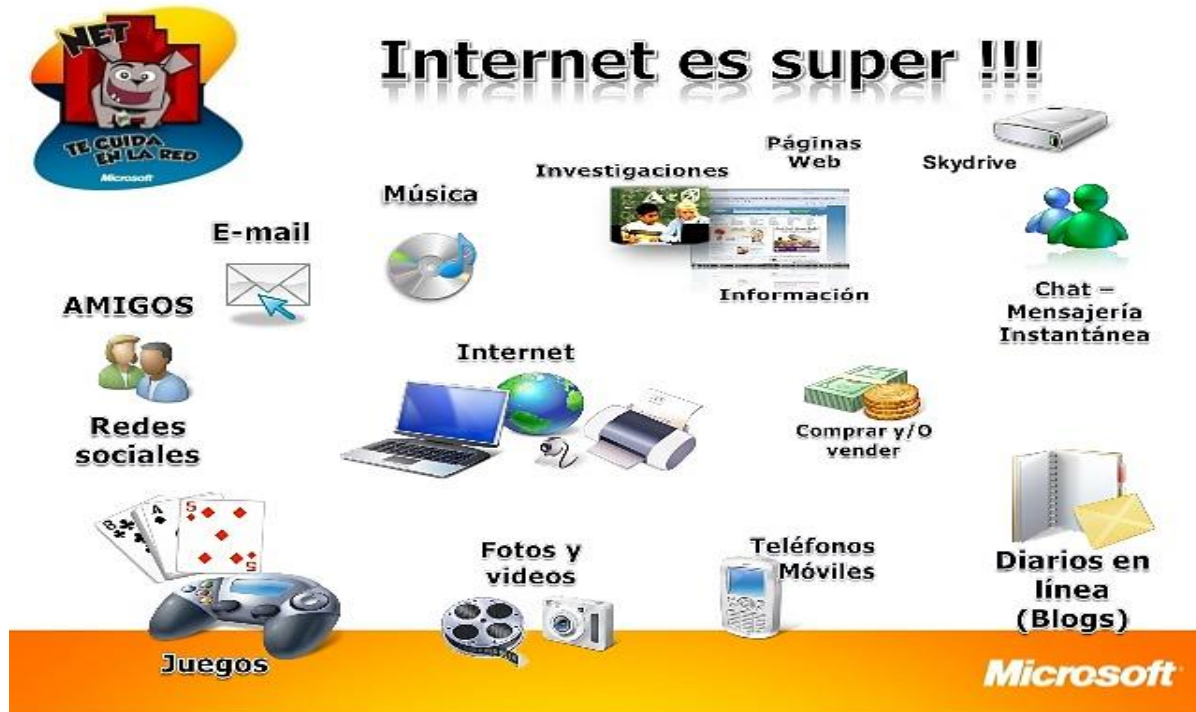 NET
TE CUIDA
EN LA RED
Microsoft
Internet es super !!!
Páginas
Web
Skydrive
Investigaciones
Música
E-mail
Información
Chat –
Mensajería
Instantánea
AMIGOS
Internet
Redes
sociales
Comprar y/O
vender
Fotos y
videos
Teléfonos
Móviles
Diarios en
línea
(Blogs)
Juegos
Microsoft